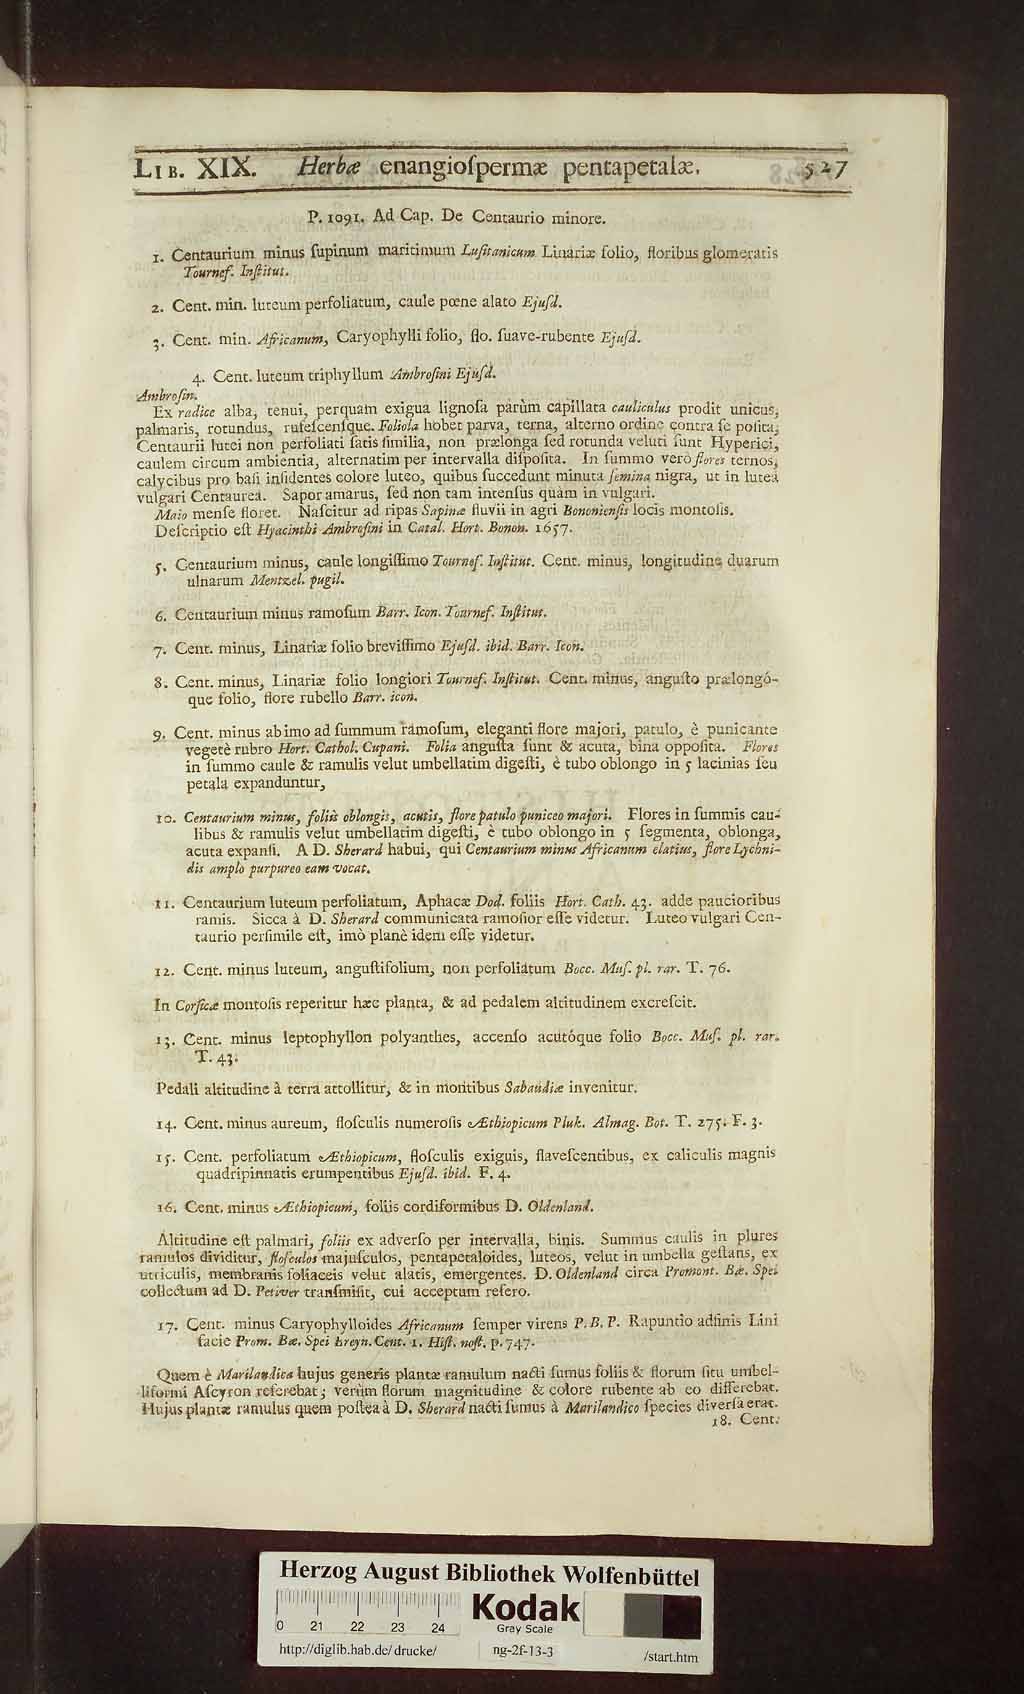 LIB. XIX. Herbæ enangioſpermæ pentapetalæ. 527
P. 1091. Ad Cap. De Centaurio minore.
1. Centaurium minus ſupinum maritimum Luſitanicum Linariæ folio, floribus glomeratis
Tournef. Inſtitut.
2. Cent. min. luteum perfoliatum, caule pœne alato Ejuſd.
3. Cent. min. Africanum, Caryophylli folio, flo. ſuave-rubente Ejuſd.
4. Cent. luteum triphyllum Ambroſini Ejuſd.
Ambroſin.
Ex radice alba, tenui, perquam exigua lignoſa parùm capillata cauliculus prodit unicus,
palmaris, rotundus, rufeſcenſque. Foliola habet parva, terna, alterno ordine contra ſe poſita,
Centaurii lutei non perfoliati ſatis ſimilia, non prælonga ſed rotunda veluti ſunt Hyperici,
caulem circum ambientia, alternatim per intervalla diſpoſita. In ſummo verò flores ternos,
calycibus pro baſi inſidentes colore luteo, quibus ſuccedunt minuta ſemina nigra, ut in lutea
vulgari Centaurea. Sapor amarus, ſed non tam intenſus quàm in vulgari.
Maio menſe floret. Naſcitur ad ripas Sapinæ fluvii in agri Bononienſis locis montoſis.
Deſcriptio eſt Hyacinthi Ambroſini in Catal. Hort. Bonon. 1657.
5. Centaurium minus, caule longiſſimo Tournef. Inſtitut. Cent. minus, longitudine duarum
ulnarum Mentzel. pugil.
6. Centaurium minus ramoſum Barr. Icon. Tournef. Inſtitut.
7. Cent. minus, Linariæ folio breviſſimo Ejuſd. ibid. Barr. Icon.
8. Cent. minus, Linariæ folio longiori Tournef. Inſtitut. Cent. minus, anguſto prælongó-
que folio, flore rubello Barr. icon.
9. Cent. minus ab imo ad ſummum ramoſum, eleganti flore majori, patulo, è punicante
vegetè rubro Hort. Cathol. Cupani. Folia anguſta ſunt & acuta, bina oppoſita. Flores
in ſummo caule & ramulis velut umbellatim digeſti, è tubo oblongo in 5 lacinias ſeu
petala expanduntur,
10. Centaurium minus, foliis oblongis, acutis, flore patulo puniceo majori. Flores in ſummis cau-
libus & ramulis velut umbellatim digeſti, è tubo oblongo in 5 ſegmenta, oblonga,
acuta expanſi. A D. Sherard habui, qui Centaurium minus Africanum elatius, flore Lychni-
dis amplo purpureo eam vocat.
11. Centaurium luteum perfoliatum, Aphacæ Dod. foliis Hort. Cath. 43. adde paucioribus
ramis. Sicca à D. Sherard communicata ramoſior eſſe videtur. Luteo vulgari Cen-
taurio perſimile eſt, imò planè idem eſſe videtur.
12. Cent. minus luteum, anguſtifolium, non perfoliatum Bocc. Muſ. pl. rar. T. 76.
In Corſicæ montoſis reperitur hæc planta, & ad pedalem altitudinem excreſcit.
13. Cent. minus leptophyllon polyanthes, accenſo acutóque folio Bocc. Muſ. pl. rar.
T. 43.
Pedali altitudine à terra attollitur, & in montibus Sabaudiæ invenitur.
14. Cent. minus aureum, floſculis numeroſis Æthiopicum Pluk. Almag. Bot. T. 275. F. 3.
15. Cent. perfoliatum Æthiopicum, floſculis exiguis, flaveſcentibus, ex caliculis magnis
quadripinnatis erumpentibus Ejuſd. ibid. F. 4.
16. Cent. minus Æthiopicum, foliis cordiformibus D. Oldenland.
Altitudine eſt palmari, foliis ex adverſo per intervalla, binis. Summus caulis in plures
ramulos dividitur, floſculos majuſculos, pentapetaloides, luteos, velut in umbella geſtans, ex
utriculis, membranis foliaceis velut alatis, emergentes. D. Oldenland circa Promont. Bæ. Spei
collectum ad D. Petiver tranſmiſit, cui acceptum refero.
17. Cent. minus Caryophylloides Africanum ſemper virens P. B. P. Rapuntio adfinis Lini
facie Prom. Bæ. Spei Breyn. Cent. 1. Hiſt. noſt. p. 747.
Quem è Marilandica hujus generis plantæ ramulum nacti ſumus foliis & florum ſitu umbel-
liformi Aſcyron referebat; verùm florum magnitudine & colore rubente ab eo differebat.
Hujus plantæ ramulus quem poſtea à D. Sherard nacti ſumus à Marilandico ſpecies diverſa erat.
18. Cent.
Herzog August Bibliothek Wolfenbüttel
0 21 22 23 24
Kodak
Gray Scale
http://diglib.hab.de/drucke/ ng-2f-13-3 /start.htm